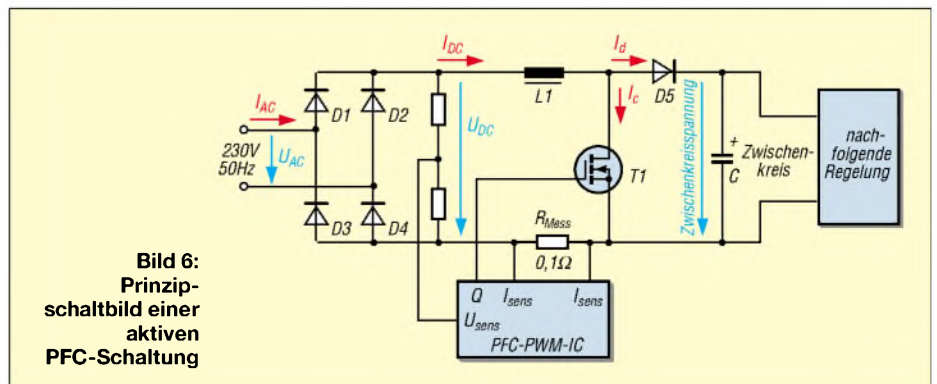 I_DC
I_d
I_AC
D1
D2
L1
I_c
D5
230V
50Hz
U_AC
U_DC
T1
Zwischenkreisspannung
+
C
Zwischen-
kreis
nach-
folgende
Regelung
D3
D4
R_Mess
0,1Ω
Q
I_sens
I_sens
U_sens
PFC-PWM-IC
Bild 6:
Prinzip-
schaltbild einer
aktiven
PFC-Schaltung